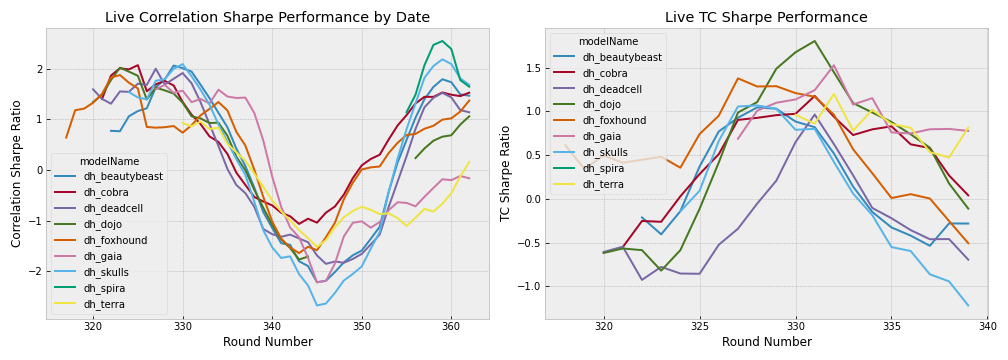 Live Correlation Sharpe Performance by Date
Correlation Sharpe Ratio
2
1
0
−1
−2
modelName
dh_beautybeast
dh_cobra
dh_deadcell
dh_dojo
dh_foxhound
dh_gaia
dh_skulls
dh_spira
dh_terra
320
330
340
350
360
Round Number
Live TC Sharpe Performance
TC Sharpe Ratio
1.5
1.0
0.5
0.0
−0.5
−1.0
modelName
dh_beautybeast
dh_cobra
dh_deadcell
dh_dojo
dh_foxhound
dh_gaia
dh_skulls
dh_spira
dh_terra
320
325
330
335
340
Round Number